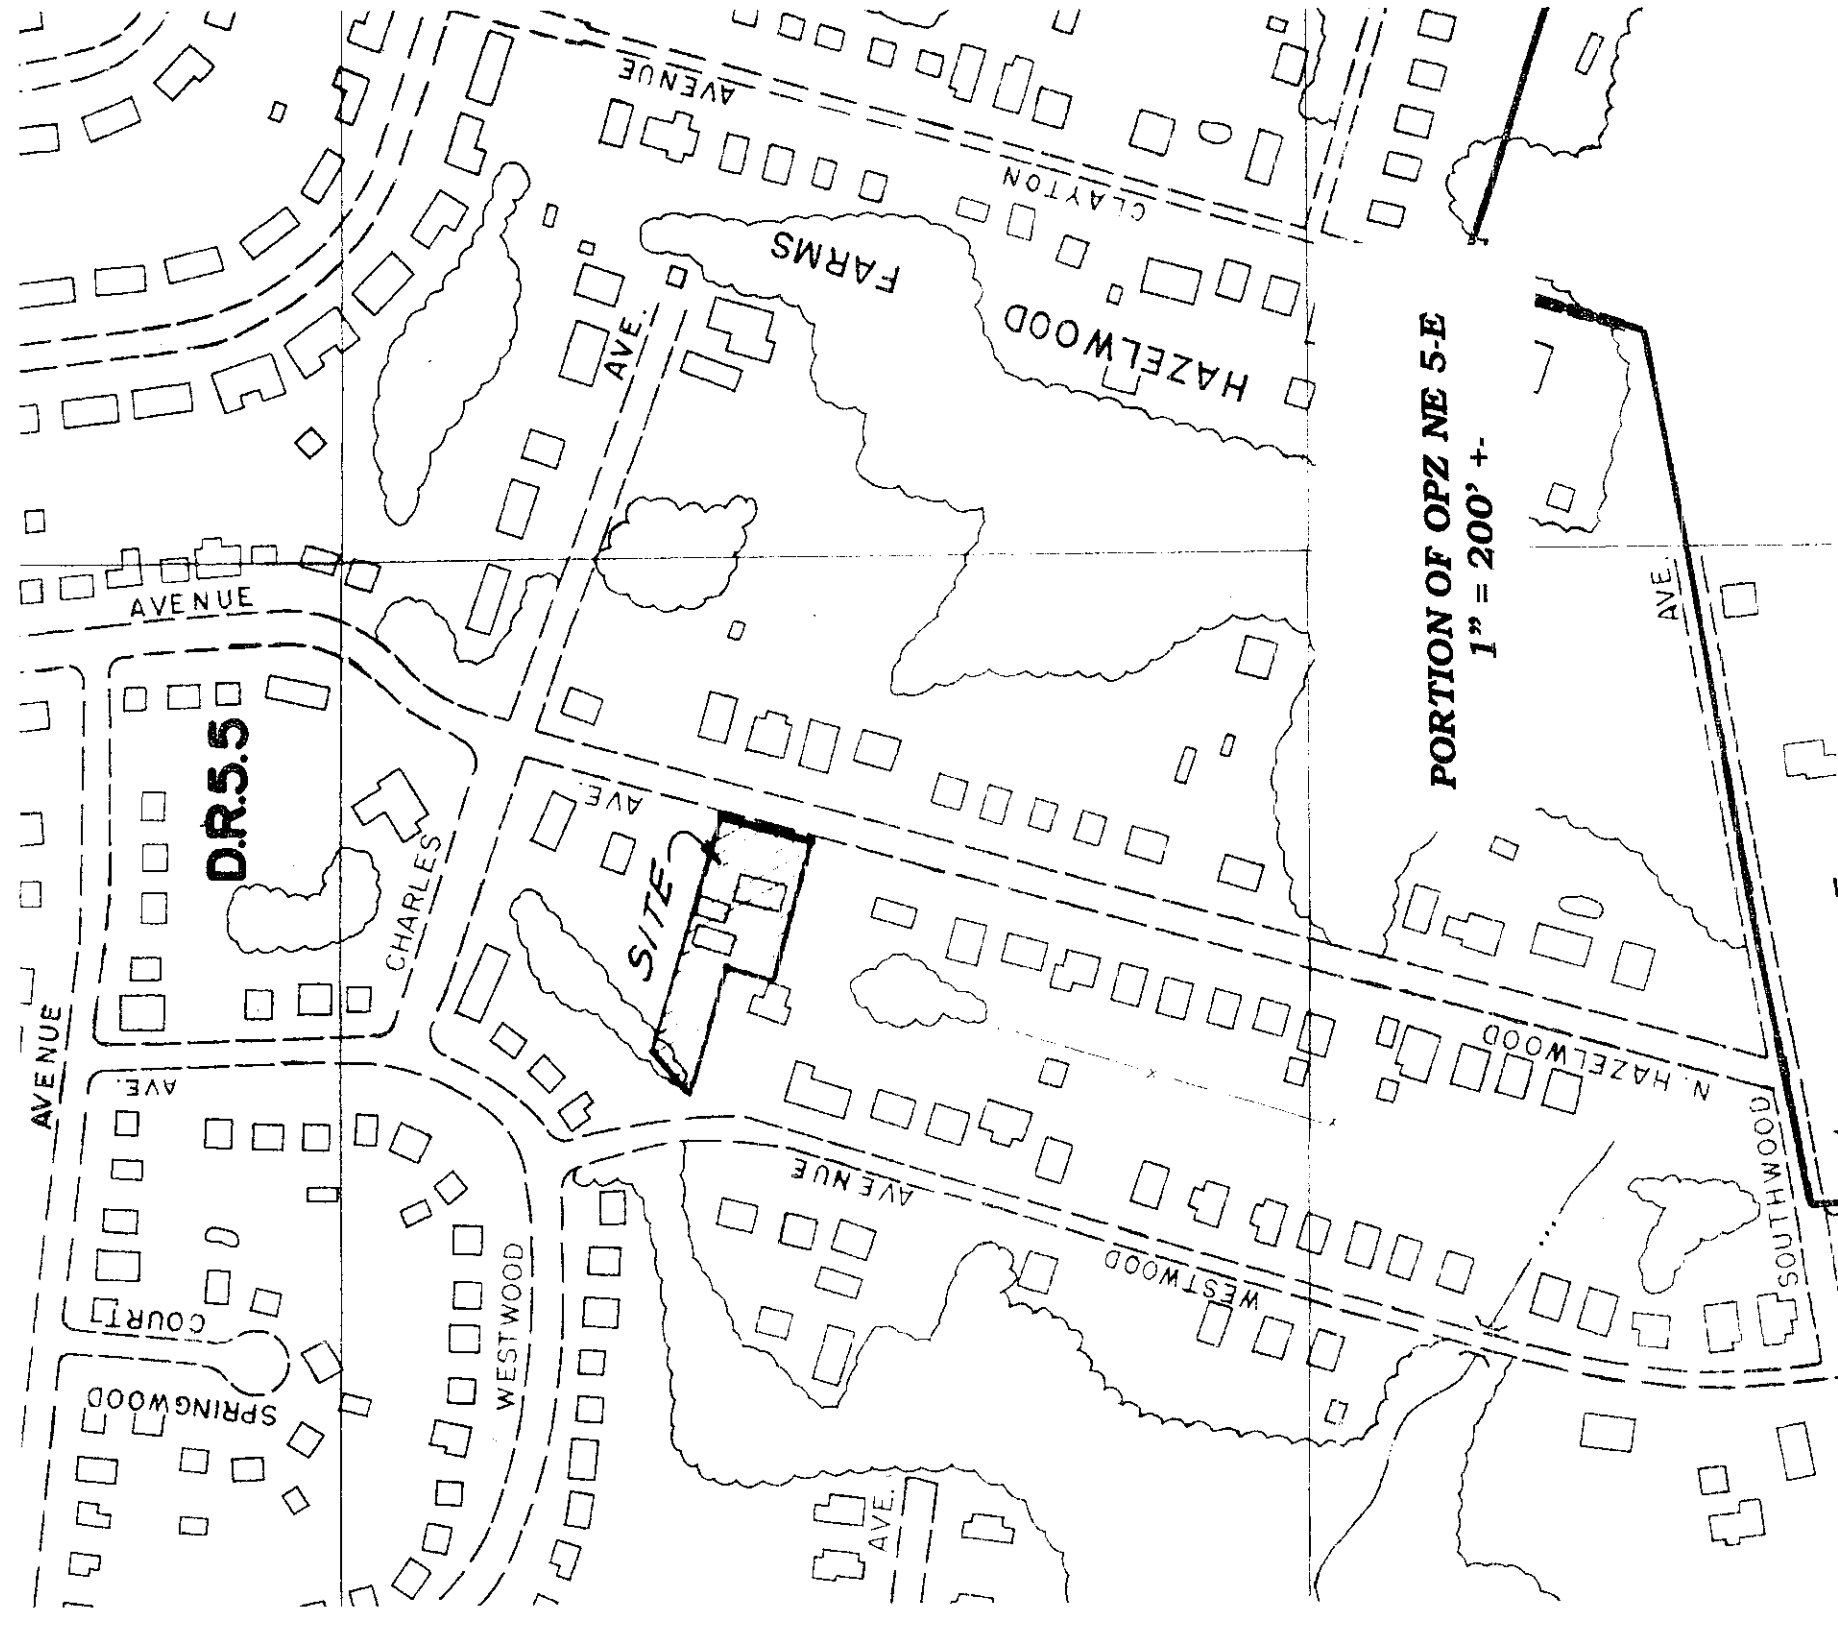 AVENUE
CLAYTON
FARMS
HAZELWOOD
AVE.
PORTION OF OPZ NE 5-E
1" = 200' +-
AVENUE
AVE.
D.R.5.5
AVE.
SITE
CHARLES
AVENUE
AVE.
N. HAZELWOOD
SOUTHWOOD
AVENUE
WESTWOOD
WESTWOOD
COURT
SPRINGWOOD
AVE.